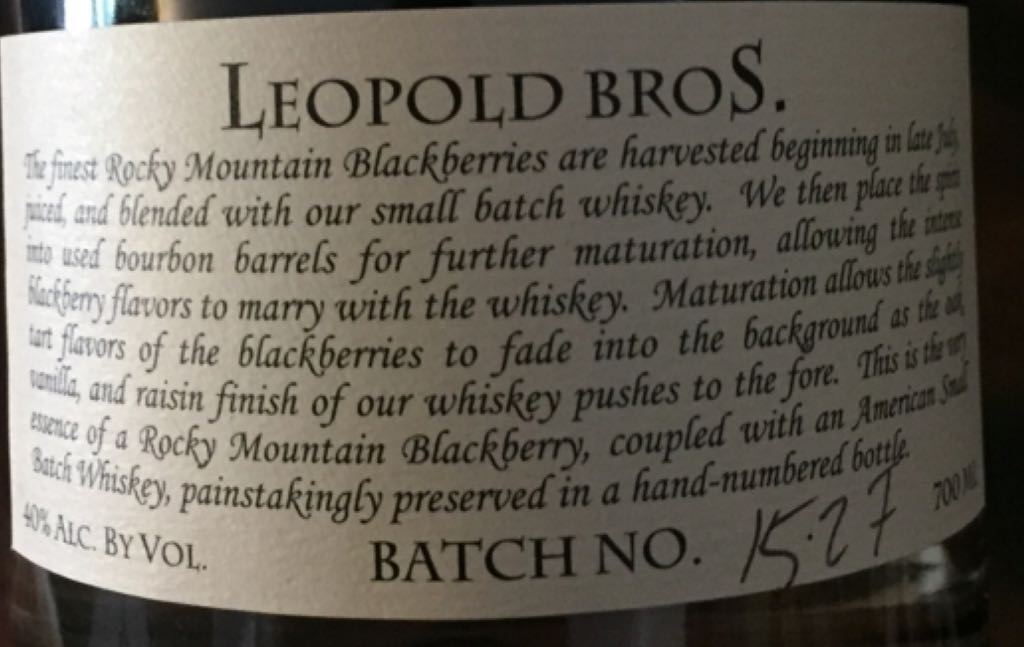 LEOPOLD BROS.
The finest Rocky Mountain Blackberries are harvested beginning in late July,
juiced, and blended with our small batch whiskey. We then place the spirits
into used bourbon barrels for further maturation, allowing the intense
blackberry flavors to marry with the whiskey. Maturation allows the slightly
tart flavors of the blackberries to fade into the background as the oak,
vanilla, and raisin finish of our whiskey pushes to the fore. This is the very
essence of a Rocky Mountain Blackberry, coupled with an American Small
Batch Whiskey, painstakingly preserved in a hand-numbered bottle.
40% ALC. BY VOL. BATCH NO. 15-27 700 ML